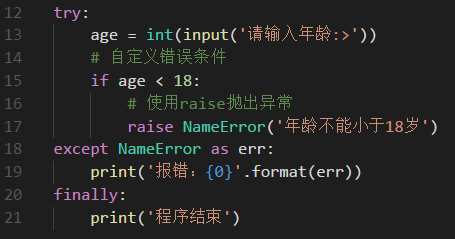 12 try:
13     age = int(input('请输入年龄:>'))
14     # 自定义错误条件
15     if age < 18:
16         # 使用raise抛出异常
17         raise NameError('年龄不能小于18岁')
18 except NameError as err:
19     print('报错：{0}'.format(err))
20 finally:
21     print('程序结束')